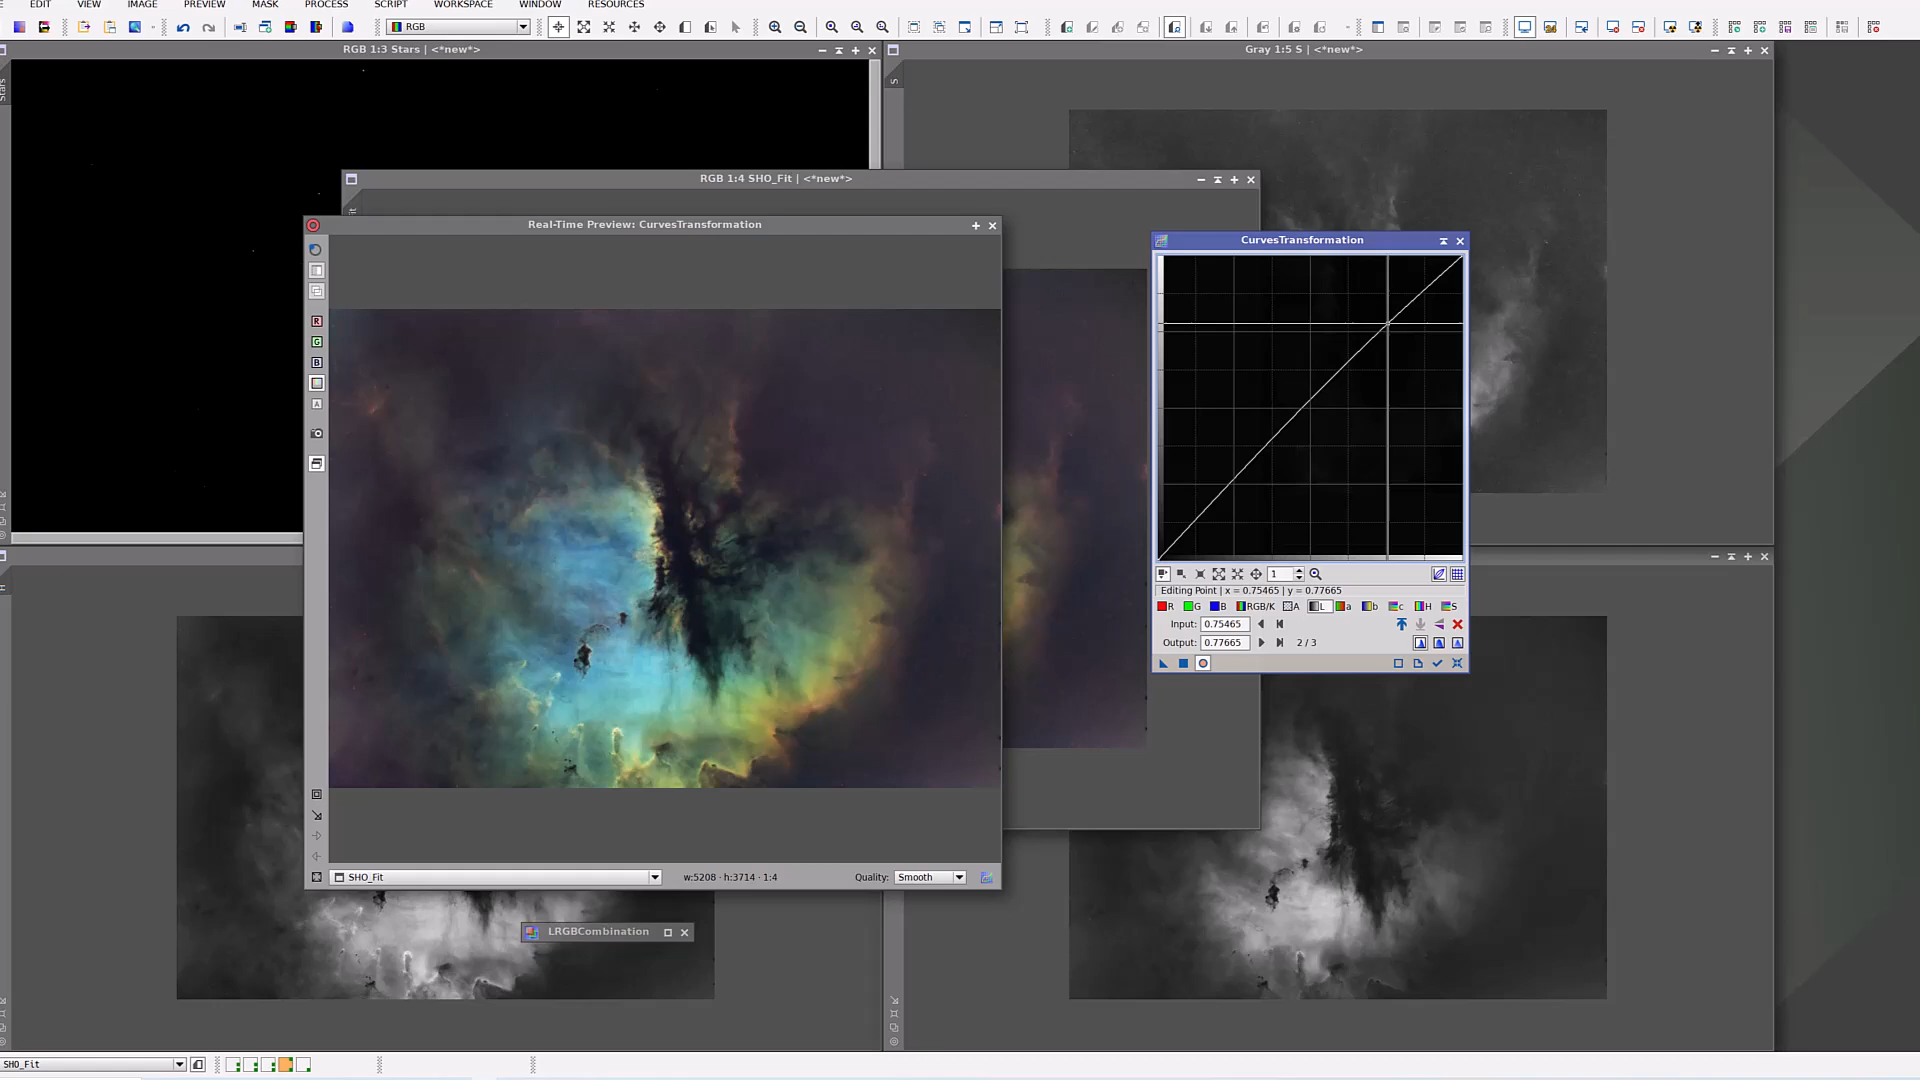 EDIT VIEW IMAGE PREVIEW MASK PROCESS SCRIPT WORKSPACE WINDOW RESOURCES
RGB
RGB 1:3 Stars | <*new*>
Gray 1:5 S | <*new*>
Stars
S
RGB 1:4 SHO_Fit | <*new*>
Real-Time Preview: CurvesTransformation
R
G
B
A
CurvesTransformation
1
Editing Point | x = 0.75465 | y = 0.77665
R G B RGB/K A L a b c H S
Input: 0.75465
Output: 0.77665 2 / 3
H
SHO_Fit w:5208 · h:3714 · 1:4 Quality: Smooth
LRGBCombination
SHO_Fit